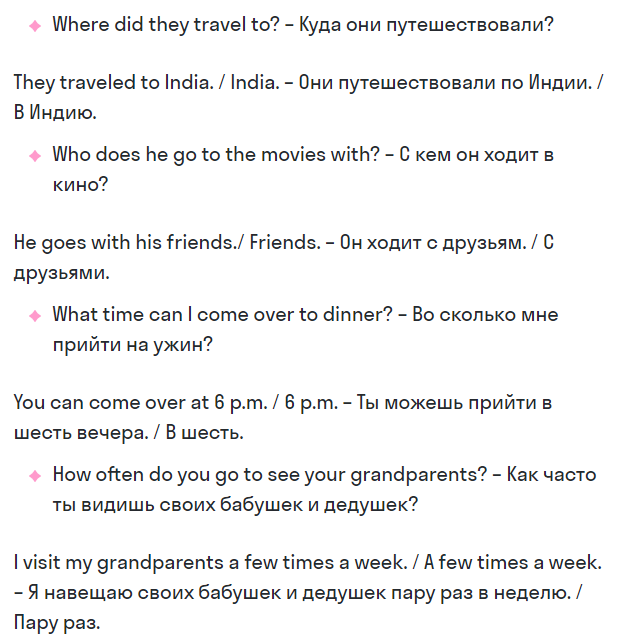 Where did they travel to? – Куда они путешествовали?
They traveled to India. / India. – Они путешествовали по Индии. /
В Индию.
Who does he go to the movies with? – С кем он ходит в
кино?
He goes with his friends./ Friends. – Он ходит с друзьям. / С
друзьями.
What time can I come over to dinner? – Во сколько мне
прийти на ужин?
You can come over at 6 p.m. / 6 p.m. – Ты можешь прийти в
шесть вечера. / В шесть.
How often do you go to see your grandparents? – Как часто
ты видишь своих бабушек и дедушек?
I visit my grandparents a few times a week. / A few times a week.
– Я навещаю своих бабушек и дедушек пару раз в неделю. /
Пару раз.